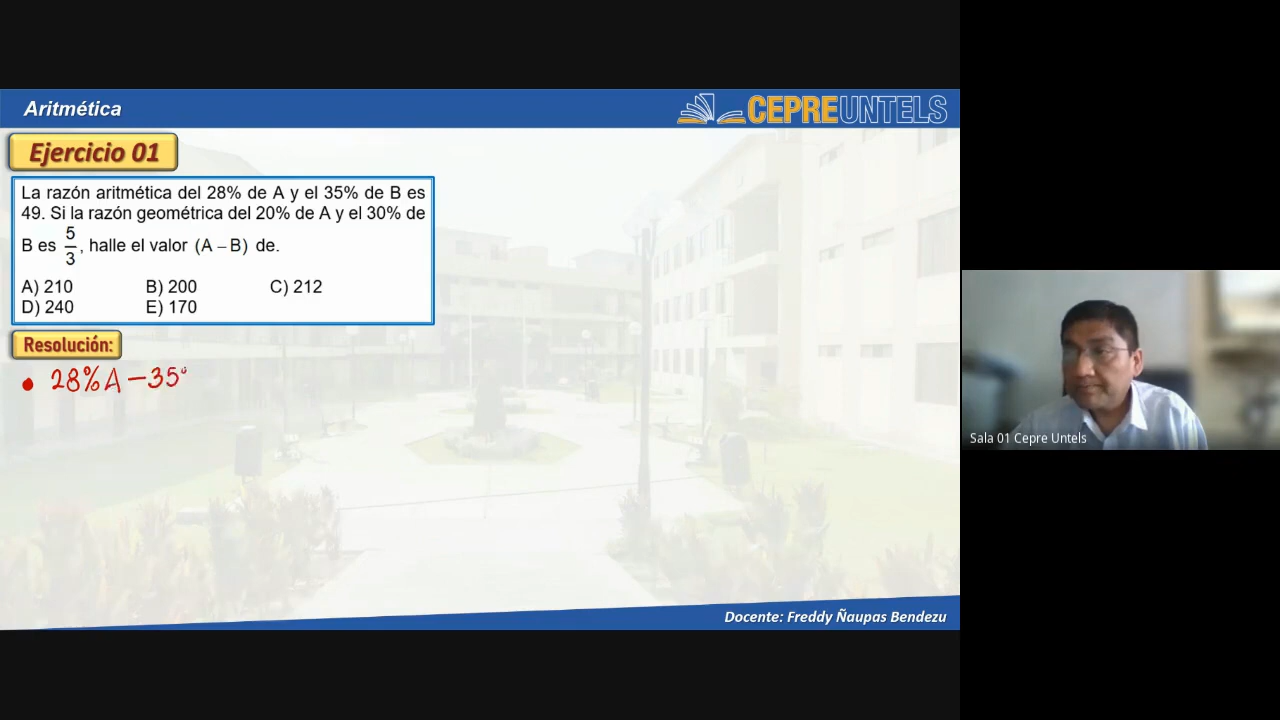 Aritmética
CEPREUNTELS
Ejercicio 01
La razón aritmética del 28% de A y el 35% de B es
49. Si la razón geométrica del 20% de A y el 30% de
B es 5/3, halle el valor (A – B) de.
A) 210 B) 200 C) 212
D) 240 E) 170
Resolución:
• 28%A – 35°
Sala 01 Cepre Untels
Docente: Freddy Ñaupas Bendezu